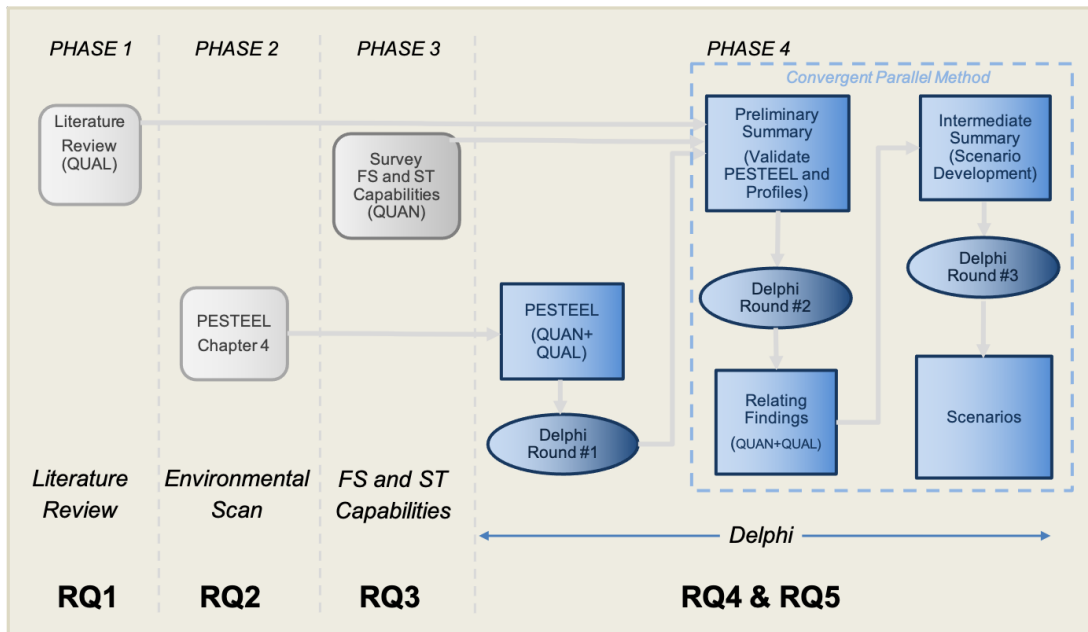 PHASE 1
PHASE 2
PHASE 3
PHASE 4
Convergent Parallel Method
Literature
Review
(QUAL)
Survey
FS and ST
Capabilities
(QUAN)
Preliminary
Summary
(Validate
PESTEEL and
Profiles)
Intermediate
Summary
(Scenario
Development)
Delphi
Round #2
Delphi
Round #3
PESTEEL
Chapter 4
PESTEEL
(QUAN+
QUAL)
Relating
Findings
(QUAN+QUAL)
Scenarios
Delphi
Round #1
Literature
Review
Environmental
Scan
FS and ST
Capabilities
Delphi
RQ1
RQ2
RQ3
RQ4 & RQ5